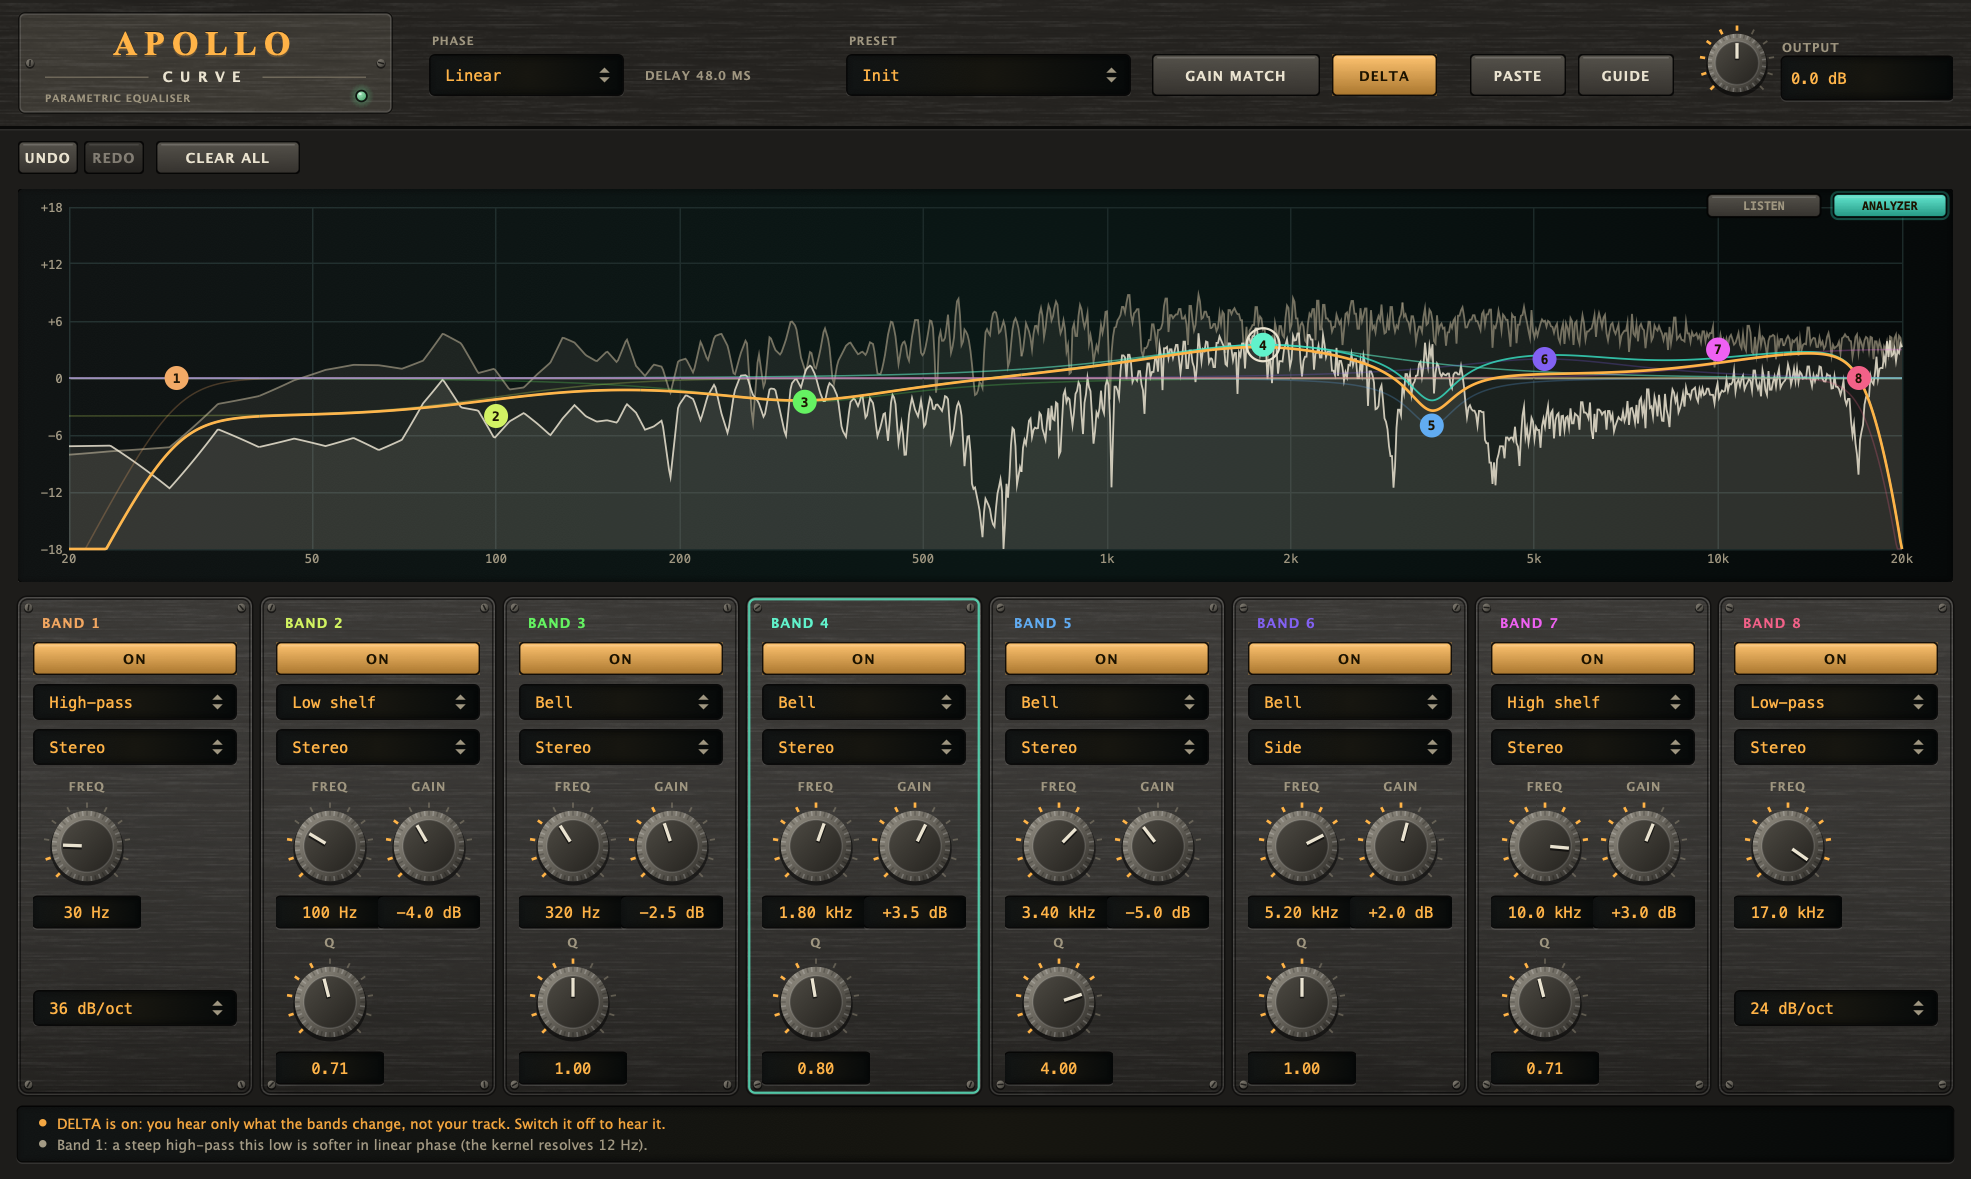 APOLLO
CURVE
PARAMETRIC EQUALISER
PHASE
Linear
DELAY 48.0 MS
PRESET
Init
GAIN MATCH
DELTA
PASTE
GUIDE
OUTPUT
0.0 dB
UNDO REDO CLEAR ALL
LISTEN ANALYZER
+18
+12
+6
0
−6
−12
−18
1 2 3 4 5 6 7 8
20 50 100 200 500 1k 2k 5k 10k 20k
BAND 1
ON
High-pass
Stereo
FREQ
30 Hz
36 dB/oct
BAND 2
ON
Low shelf
Stereo
FREQ GAIN
100 Hz −4.0 dB
Q
0.71
BAND 3
ON
Bell
Stereo
FREQ GAIN
320 Hz −2.5 dB
Q
1.00
BAND 4
ON
Bell
Stereo
FREQ GAIN
1.80 kHz +3.5 dB
Q
0.80
BAND 5
ON
Bell
Stereo
FREQ GAIN
3.40 kHz −5.0 dB
Q
4.00
BAND 6
ON
Bell
Side
FREQ GAIN
5.20 kHz +2.0 dB
Q
1.00
BAND 7
ON
High shelf
Stereo
FREQ GAIN
10.0 kHz +3.0 dB
Q
0.71
BAND 8
ON
Low-pass
Stereo
FREQ
17.0 kHz
24 dB/oct
DELTA is on: you hear only what the bands change, not your track. Switch it off to hear it.
Band 1: a steep high-pass this low is softer in linear phase (the kernel resolves 12 Hz).